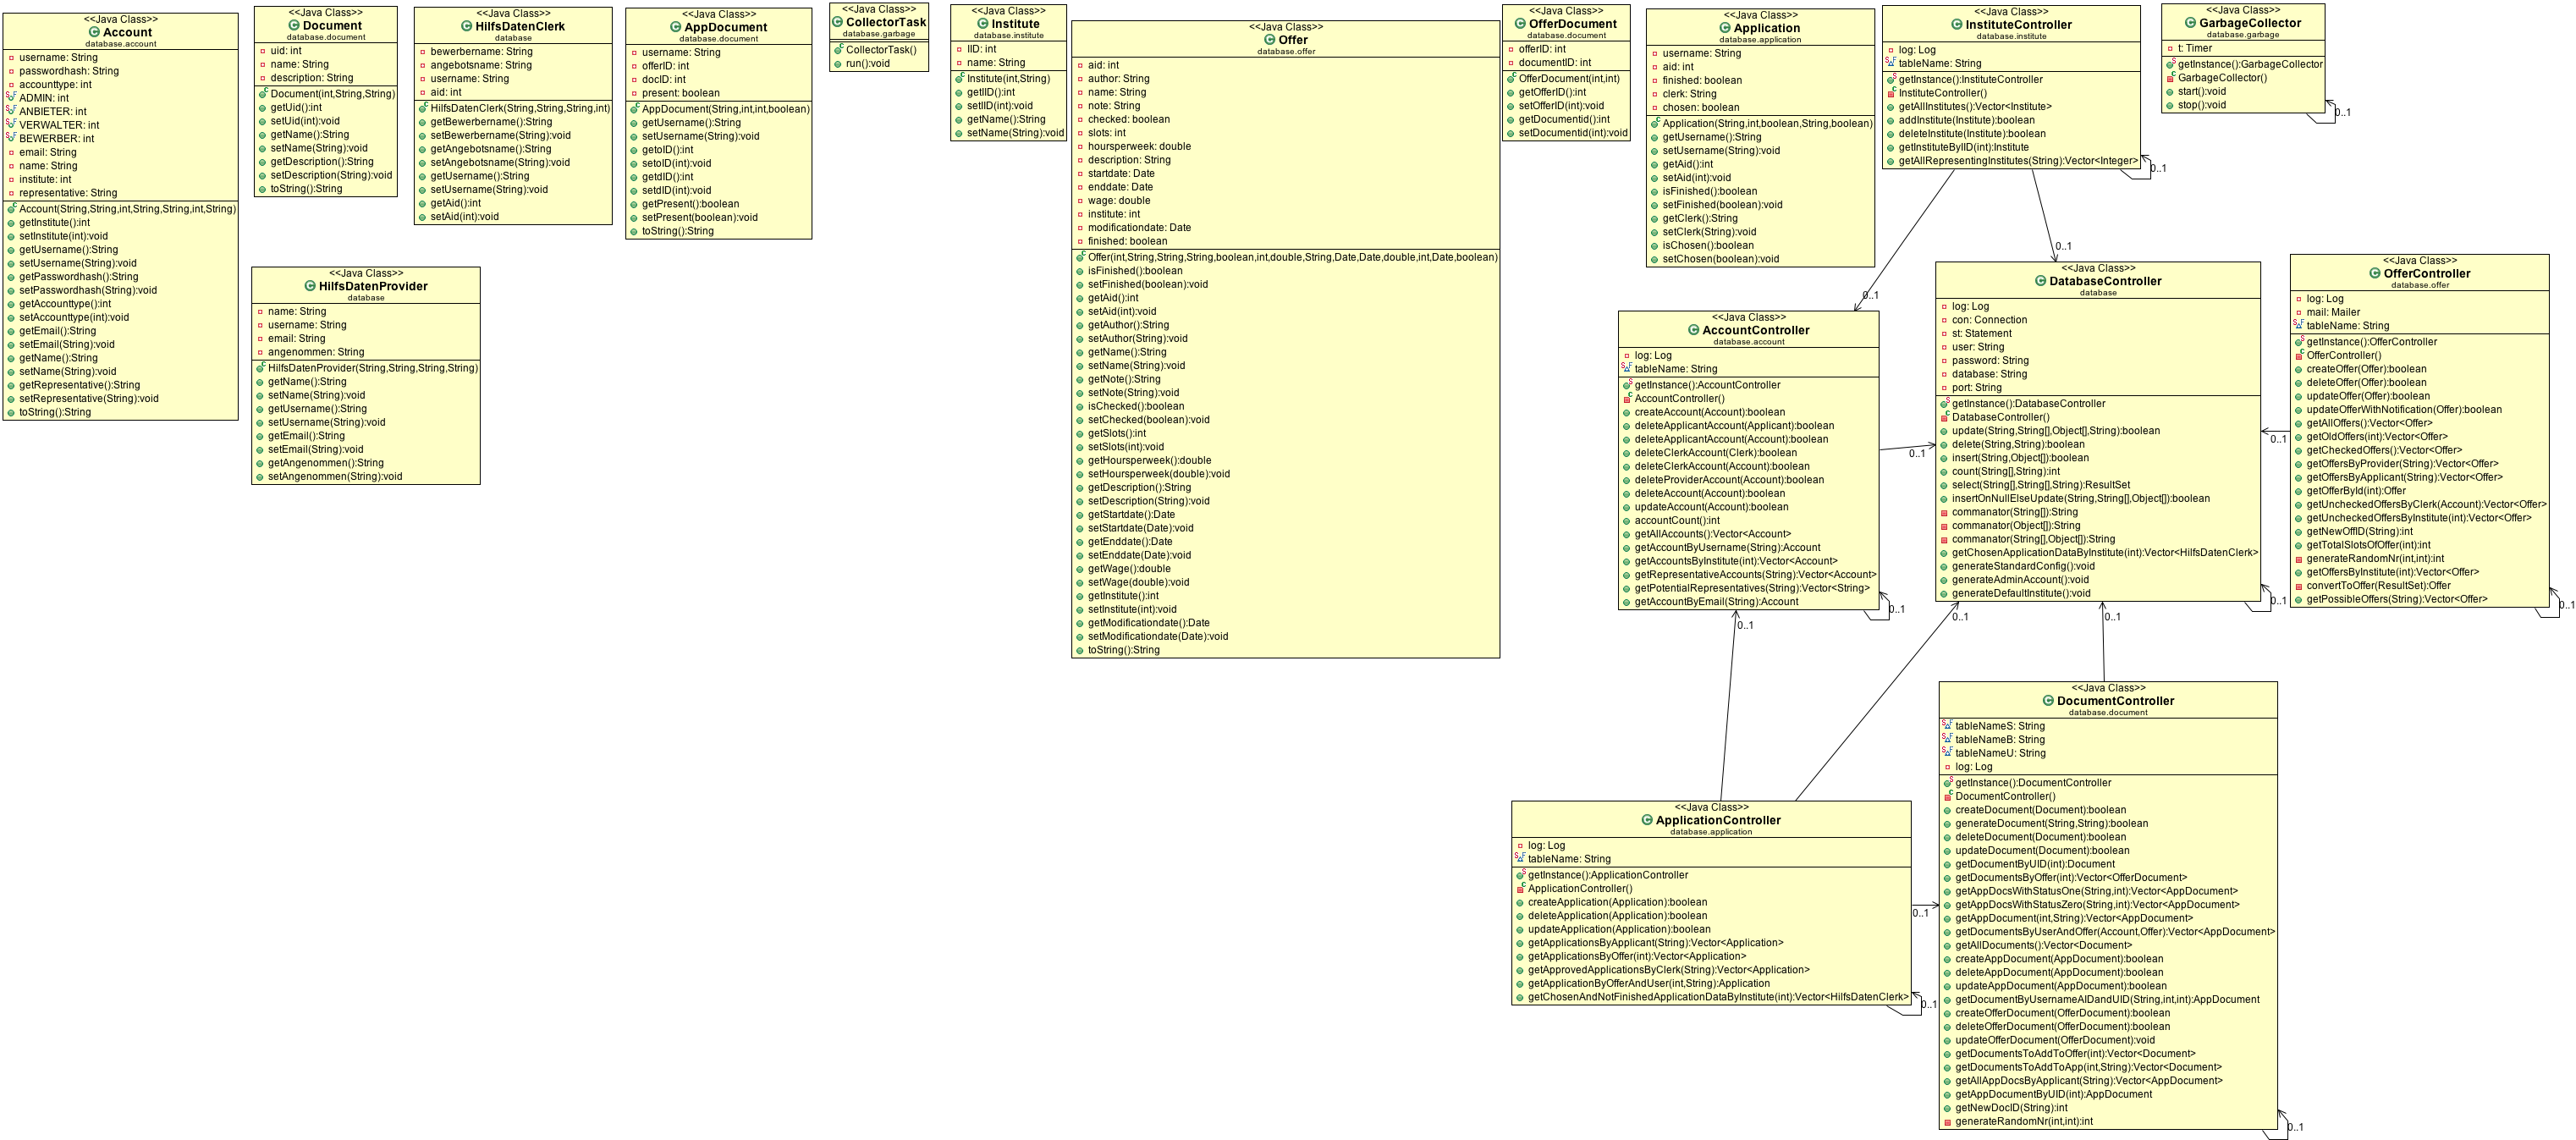 <<Java Class>>
Account
database.account
username: String
passwordhash: String
accounttype: int
ADMIN: int
ANBIETER: int
VERWALTER: int
BEWERBER: int
email: String
name: String
institute: int
representative: String
Account(String,String,int,String,String,int,String)
getInstitute():int
setInstitute(int):void
getUsername():String
setUsername(String):void
getPasswordhash():String
setPasswordhash(String):void
getAccounttype():int
setAccounttype(int):void
getEmail():String
setEmail(String):void
getName():String
setName(String):void
getRepresentative():String
setRepresentative(String):void
toString():String
<<Java Class>>
Document
database.document
uid: int
name: String
description: String
Document(int,String,String)
getUid():int
setUid(int):void
getName():String
setName(String):void
getDescription():String
setDescription(String):void
toString():String
<<Java Class>>
HilfsDatenClerk
database
bewerbername: String
angebotsname: String
username: String
aid: int
HilfsDatenClerk(String,String,String,int)
getBewerbername():String
setBewerbername(String):void
getAngebotsname():String
setAngebotsname(String):void
getUsername():String
setUsername(String):void
getAid():int
setAid(int):void
<<Java Class>>
AppDocument
database.document
username: String
offerID: int
docID: int
present: boolean
AppDocument(String,int,int,boolean)
getUsername():String
setUsername(String):void
getoID():int
setoID(int):void
getdID():int
setdID(int):void
getPresent():boolean
setPresent(boolean):void
toString():String
<<Java Class>>
CollectorTask
database.garbage
CollectorTask()
run():void
<<Java Class>>
Institute
database.institute
IID: int
name: String
Institute(int,String)
getIID():int
setIID(int):void
getName():String
setName(String):void
<<Java Class>>
Offer
database.offer
aid: int
author: String
name: String
note: String
checked: boolean
slots: int
hoursperweek: double
description: String
startdate: Date
enddate: Date
wage: double
institute: int
modificationdate: Date
finished: boolean
Offer(int,String,String,String,boolean,int,double,String,Date,Date,double,int,Date,boolean)
isFinished():boolean
setFinished(boolean):void
getAid():int
setAid(int):void
getAuthor():String
setAuthor(String):void
getName():String
setName(String):void
getNote():String
setNote(String):void
isChecked():boolean
setChecked(boolean):void
getSlots():int
setSlots(int):void
getHoursperweek():double
setHoursperweek(double):void
getDescription():String
setDescription(String):void
getStartdate():Date
setStartdate(Date):void
getEnddate():Date
setEnddate(Date):void
getWage():double
setWage(double):void
getInstitute():int
setInstitute(int):void
getModificationdate():Date
setModificationdate(Date):void
toString():String
<<Java Class>>
OfferDocument
database.document
offerID: int
documentID: int
OfferDocument(int,int)
getOfferID():int
setOfferID(int):void
getDocumentid():int
setDocumentid(int):void
<<Java Class>>
Application
database.application
username: String
aid: int
finished: boolean
clerk: String
chosen: boolean
Application(String,int,boolean,String,boolean)
getUsername():String
setUsername(String):void
getAid():int
setAid(int):void
isFinished():boolean
setFinished(boolean):void
getClerk():String
setClerk(String):void
isChosen():boolean
setChosen(boolean):void
<<Java Class>>
InstituteController
database.institute
log: Log
tableName: String
getInstance():InstituteController
InstituteController()
getAllInstitutes():Vector<Institute>
addInstitute(Institute):boolean
deleteInstitute(Institute):boolean
getInstituteByIID(int):Institute
getAllRepresentingInstitutes(String):Vector<Integer>
0..1
<<Java Class>>
GarbageCollector
database.garbage
t: Timer
getInstance():GarbageCollector
GarbageCollector()
start():void
stop():void
0..1
<<Java Class>>
HilfsDatenProvider
database
name: String
username: String
email: String
angenommen: String
HilfsDatenProvider(String,String,String,String)
getName():String
setName(String):void
getUsername():String
setUsername(String):void
getEmail():String
setEmail(String):void
getAngenommen():String
setAngenommen(String):void
0..1
0..1
<<Java Class>>
AccountController
database.account
log: Log
tableName: String
getInstance():AccountController
AccountController()
createAccount(Account):boolean
deleteApplicantAccount(Applicant):boolean
deleteApplicantAccount(Account):boolean
deleteClerkAccount(Clerk):boolean
deleteClerkAccount(Account):boolean
deleteProviderAccount(Account):boolean
deleteAccount(Account):boolean
updateAccount(Account):boolean
accountCount():int
getAllAccounts():Vector<Account>
getAccountByUsername(String):Account
getAccountsByInstitute(int):Vector<Account>
getRepresentativeAccounts(String):Vector<Account>
getPotentialRepresentatives(String):Vector<String>
getAccountByEmail(String):Account
0..1
0..1
0..1
<<Java Class>>
DatabaseController
database
log: Log
con: Connection
st: Statement
user: String
password: String
database: String
port: String
getInstance():DatabaseController
DatabaseController()
update(String,String[],Object[],String):boolean
delete(String,String):boolean
insert(String,Object[]):boolean
count(String[],String):int
select(String[],String[],String):ResultSet
insertOnNullElseUpdate(String,String[],Object[]):boolean
commanator(String[]):String
commanator(Object[]):String
commanator(String[],Object[]):String
getChosenApplicationDataByInstitute(int):Vector<HilfsDatenClerk>
generateStandardConfig():void
generateAdminAccount():void
generateDefaultInstitute():void
0..1
0..1
0..1
0..1
<<Java Class>>
OfferController
database.offer
log: Log
mail: Mailer
tableName: String
getInstance():OfferController
OfferController()
createOffer(Offer):boolean
deleteOffer(Offer):boolean
updateOffer(Offer):boolean
updateOfferWithNotification(Offer):boolean
getAllOffers():Vector<Offer>
getOldOffers(int):Vector<Offer>
getCheckedOffers():Vector<Offer>
getOffersByProvider(String):Vector<Offer>
getOffersByApplicant(String):Vector<Offer>
getOfferById(int):Offer
getUncheckedOffersByClerk(Account):Vector<Offer>
getUncheckedOffersByInstitute(int):Vector<Offer>
getNewOffID(String):int
getTotalSlotsOfOffer(int):int
generateRandomNr(int,int):int
getOffersByInstitute(int):Vector<Offer>
convertToOffer(ResultSet):Offer
getPossibleOffers(String):Vector<Offer>
0..1
<<Java Class>>
ApplicationController
database.application
log: Log
tableName: String
getInstance():ApplicationController
ApplicationController()
createApplication(Application):boolean
deleteApplication(Application):boolean
updateApplication(Application):boolean
getApplicationsByApplicant(String):Vector<Application>
getApplicationsByOffer(int):Vector<Application>
getApprovedApplicationsByClerk(String):Vector<Application>
getApplicationByOfferAndUser(int,String):Application
getChosenAndNotFinishedApplicationDataByInstitute(int):Vector<HilfsDatenClerk>
0..1
0..1
<<Java Class>>
DocumentController
database.document
tableNameS: String
tableNameB: String
tableNameU: String
log: Log
getInstance():DocumentController
DocumentController()
createDocument(Document):boolean
generateDocument(String,String):boolean
deleteDocument(Document):boolean
updateDocument(Document):boolean
getDocumentByUID(int):Document
getDocumentsByOffer(int):Vector<OfferDocument>
getAppDocsWithStatusOne(String,int):Vector<AppDocument>
getAppDocsWithStatusZero(String,int):Vector<AppDocument>
getAppDocument(int,String):Vector<AppDocument>
getDocumentsByUserAndOffer(Account,Offer):Vector<AppDocument>
getAllDocuments():Vector<Document>
createAppDocument(AppDocument):boolean
deleteAppDocument(AppDocument):boolean
updateAppDocument(AppDocument):boolean
getDocumentByUsernameAIDandUID(String,int,int):AppDocument
createOfferDocument(OfferDocument):boolean
deleteOfferDocument(OfferDocument):boolean
updateOfferDocument(OfferDocument):void
getDocumentsToAddToOffer(int):Vector<Document>
getDocumentsToAddToApp(int,String):Vector<Document>
getAllAppDocsByApplicant(String):Vector<AppDocument>
getAppDocumentByUID(int):AppDocument
getNewDocID(String):int
generateRandomNr(int,int):int
0..1